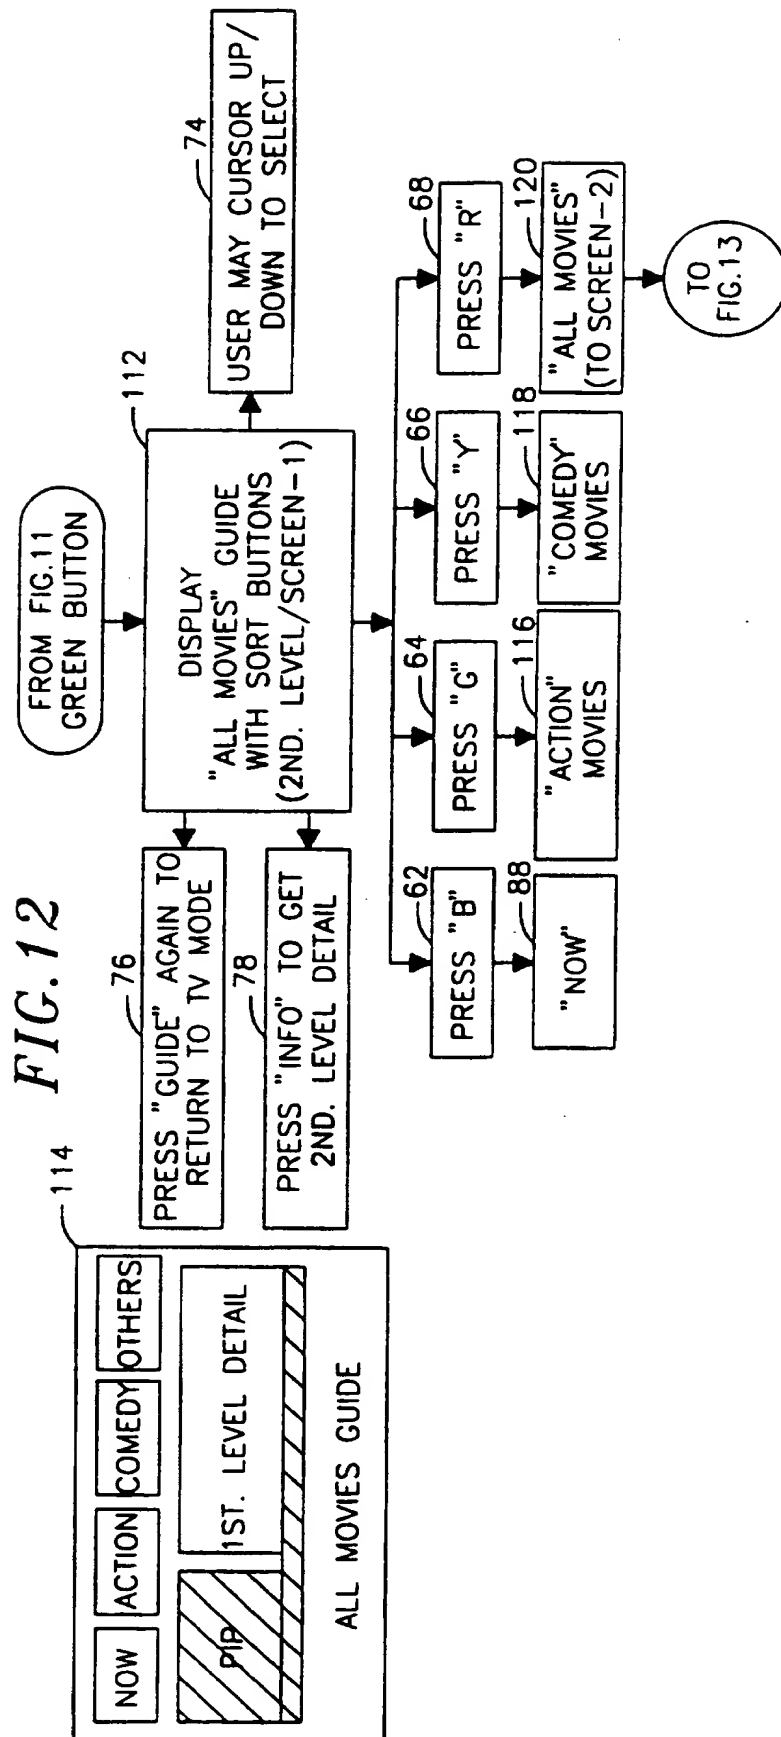 FIG.12
114
NOW
ACTION
COMEDY
OTHERS
PIP
1ST. LEVEL DETAIL
ALL MOVIES GUIDE
FROM FIG.11
GREEN BUTTON
76
PRESS "GUIDE" AGAIN TO
RETURN TO TV MODE
78
PRESS "INFO" TO GET
2ND. LEVEL DETAIL
112
DISPLAY
"ALL MOVIES" GUIDE
WITH SORT BUTTONS
(2ND. LEVEL/SCREEN-1)
74
USER MAY CURSOR UP/
DOWN TO SELECT
62
PRESS "B"
64
PRESS "G"
66
PRESS "Y"
68
PRESS "R"
88
"NOW"
116
"ACTION"
MOVIES
118
"COMEDY"
MOVIES
120
"ALL MOVIES"
(TO SCREEN-2)
TO
FIG.13